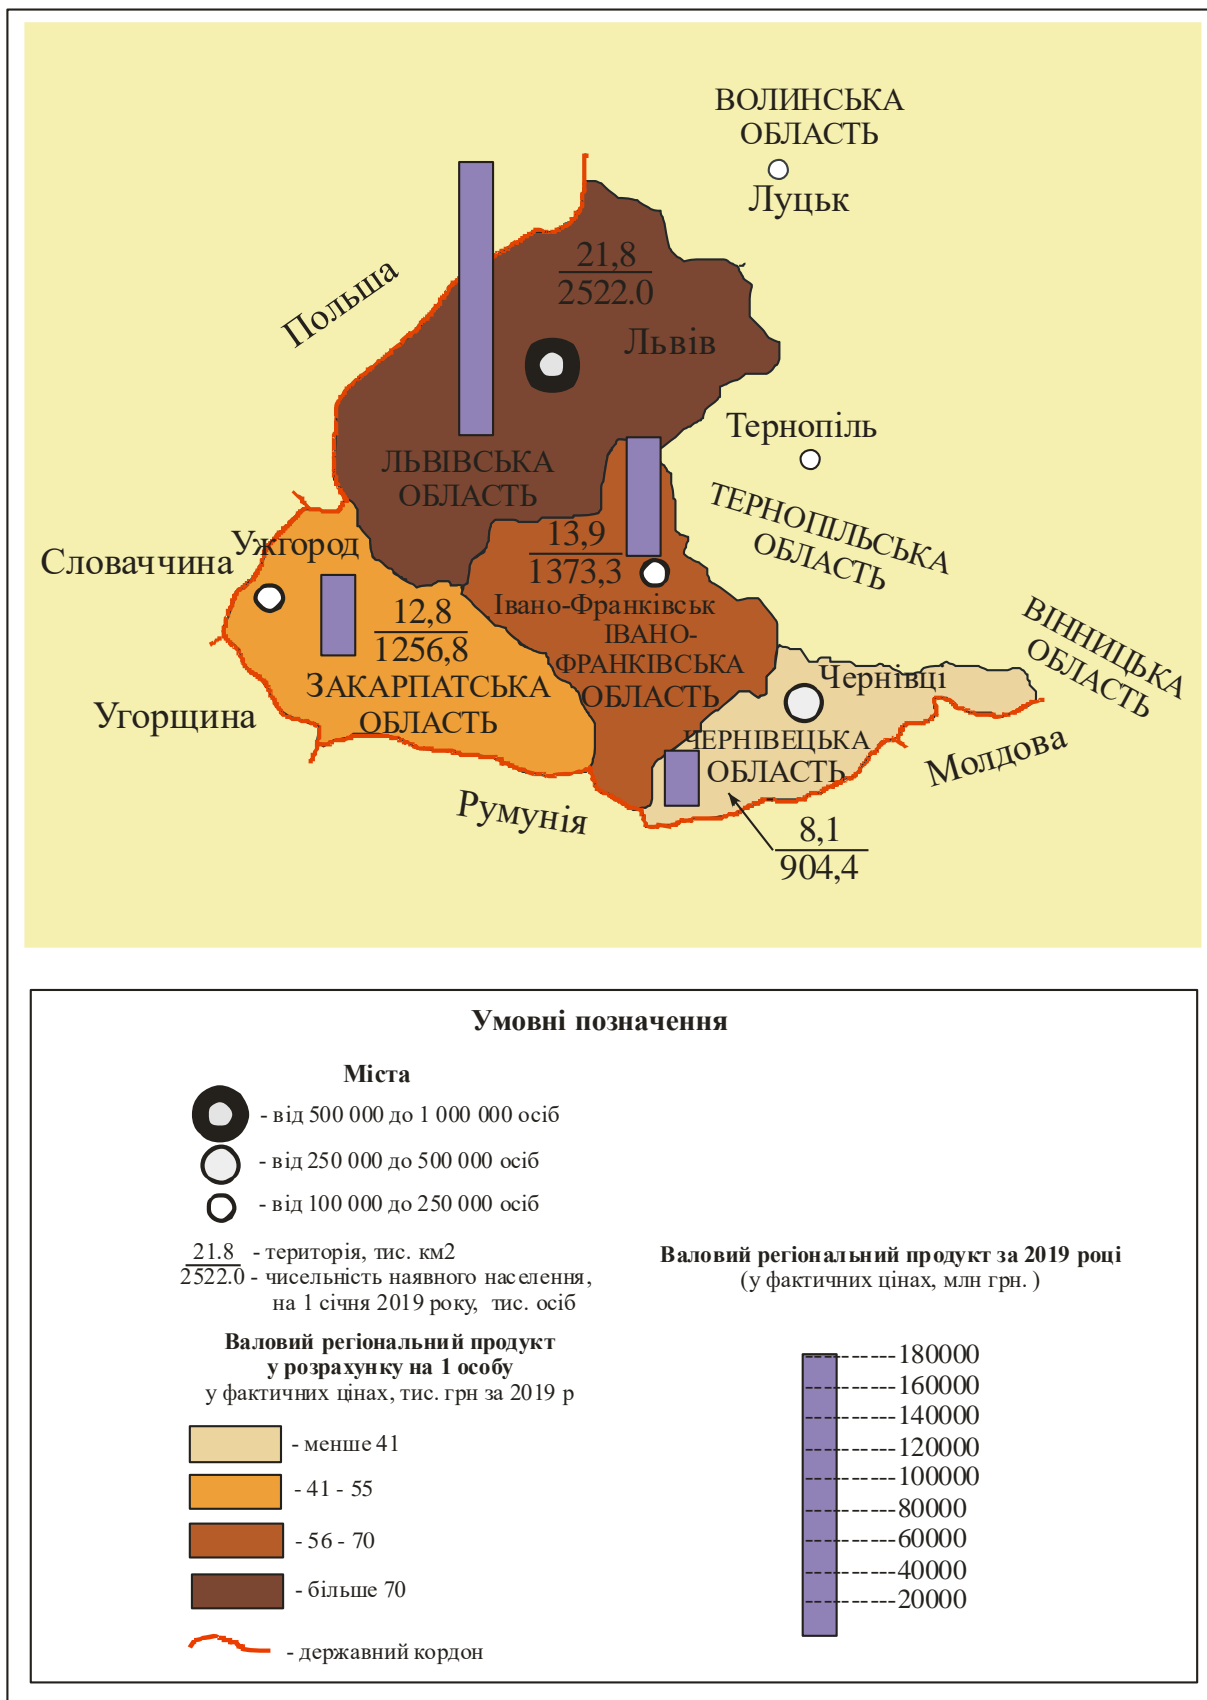 ВОЛИНСЬКА
ОБЛАСТЬ
Луцьк
Польша
21,8
2522.0
Львів
Тернопіль
ЛЬВІВСЬКА
ОБЛАСТЬ
ТЕРНОПІЛЬСЬКА
ОБЛАСТЬ
Словаччина
Ужгород
13,9
1373,3
Івано-Франківськ
ІВАНО-
ФРАНКІВСЬКА
ОБЛАСТЬ
12,8
1256,8
ЗАКАРПАТСЬКА
ОБЛАСТЬ
ВІННИЦЬКА
ОБЛАСТЬ
Угорщина
Чернівці
ЧЕРНІВЕЦЬКА
ОБЛАСТЬ
Молдова
Румунія
8,1
904,4
Умовні позначення
Міста
- від 500 000 до 1 000 000 осіб
- від 250 000 до 500 000 осіб
- від 100 000 до 250 000 осіб
21.8 - територія, тис. км2
2522.0 - чисельність наявного населення,
на 1 січня 2019 року, тис. осіб
Валовий регіональний продукт
у розрахунку на 1 особу
у фактичних цінах, тис. грн за 2019 р
- менше 41
- 41 - 55
- 56 - 70
- більше 70
- державний кордон
Валовий регіональний продукт за 2019 році
(у фактичних цінах, млн грн. )
180000
160000
140000
120000
100000
80000
60000
40000
20000